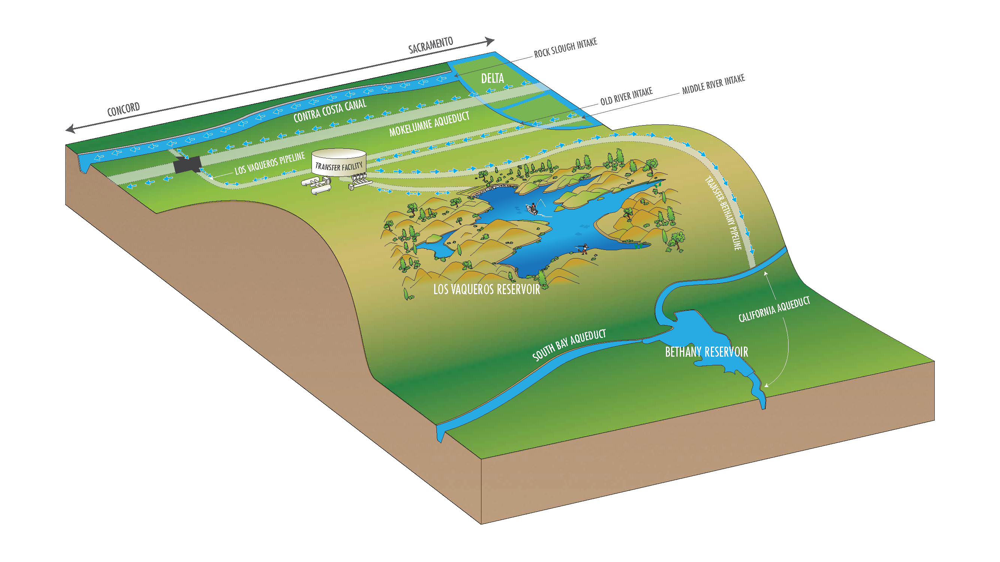 SACRAMENTO
ROCK SLOUGH INTAKE
CONCORD
DELTA
MIDDLE RIVER INTAKE
OLD RIVER INTAKE
CONTRA COSTA CANAL
MOKELUMNE AQUEDUCT
LOS VAQUEROS PIPELINE
TRANSFER FACILITY
TRANSFER-BETHANY PIPELINE
LOS VAQUEROS RESERVOIR
CALIFORNIA AQUEDUCT
SOUTH BAY AQUEDUCT
BETHANY RESERVOIR